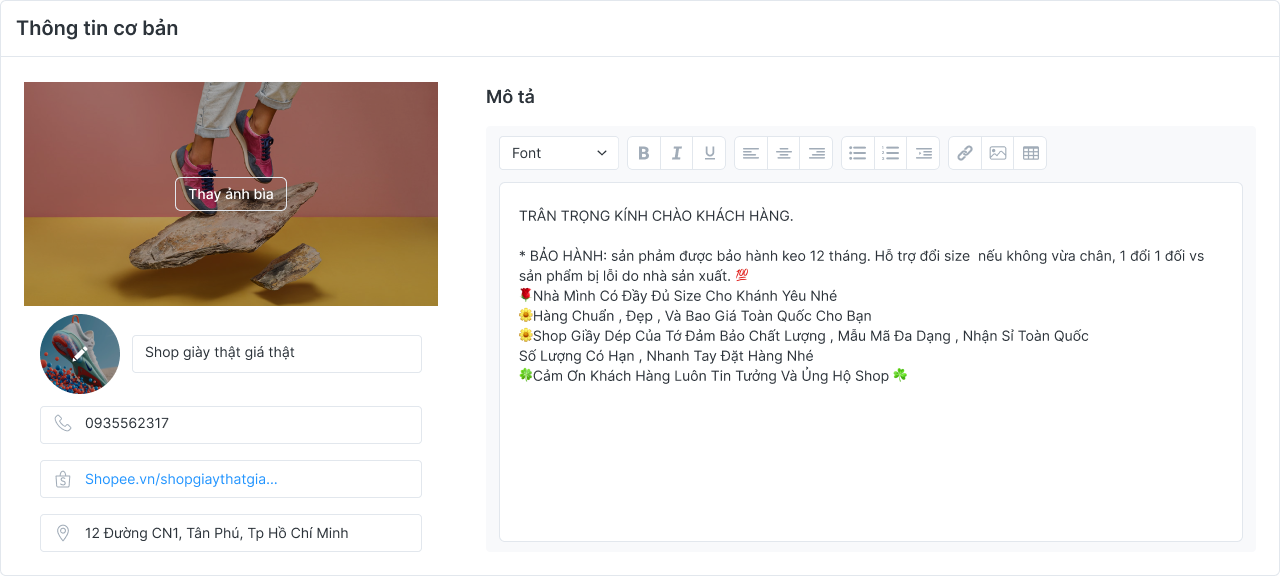 Thông tin cơ bản
Thay ảnh bìa
Shop giày thật giá thật
0935562317
Shopee.vn/shopgiaythatgia...
12 Đường CN1, Tân Phú, Tp Hồ Chí Minh
Mô tả
Font
B I U
TRÂN TRỌNG KÍNH CHÀO KHÁCH HÀNG.
* BẢO HÀNH: sản phẩm được bảo hành keo 12 tháng. Hỗ trợ đổi size  nếu không vừa chân, 1 đổi 1 đối vs
sản phẩm bị lỗi do nhà sản xuất. 💯
🌹Nhà Mình Có Đầy Đủ Size Cho Khánh Yêu Nhé
🌼Hàng Chuẩn , Đẹp , Và Bao Giá Toàn Quốc Cho Bạn
🌼Shop Giầy Dép Của Tớ Đảm Bảo Chất Lượng , Mẫu Mã Đa Dạng , Nhận Sỉ Toàn Quốc
Số Lượng Có Hạn , Nhanh Tay Đặt Hàng Nhé
🍀Cảm Ơn Khách Hàng Luôn Tin Tưởng Và Ủng Hộ Shop ☘️